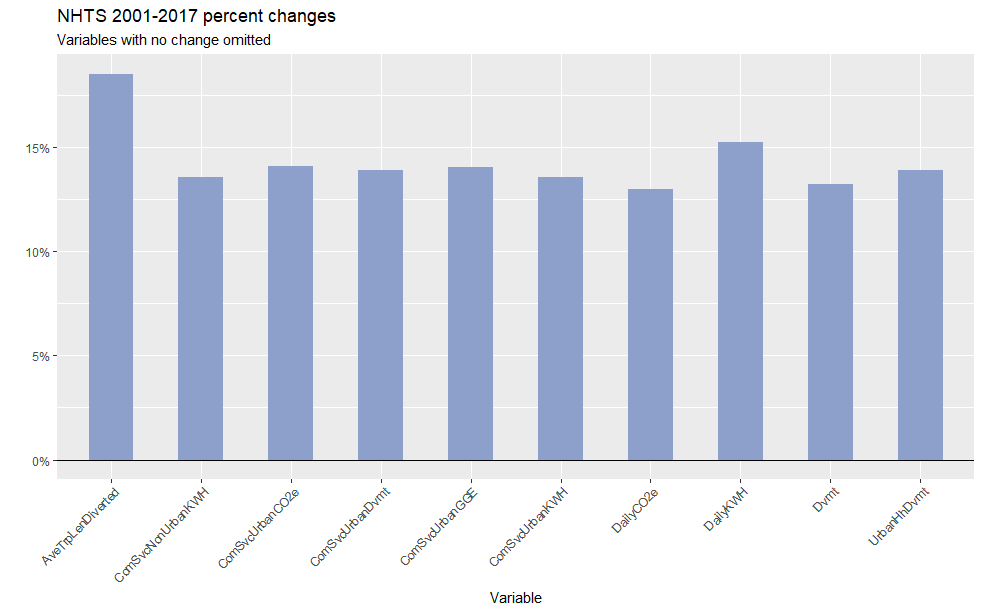 NHTS 2001-2017 percent changes
Variables with no change omitted
15%
10%
5%
0%
AveTrpLenDiverted
ComSvcNonUrbanKWH
ComSvcUrbanCO2e
ComSvcUrbanDvmt
ComSvcUrbanGGE
ComSvcUrbanKWH
DailyCO2e
DailyKWH
Dvmt
UrbanHhDvmt
Variable